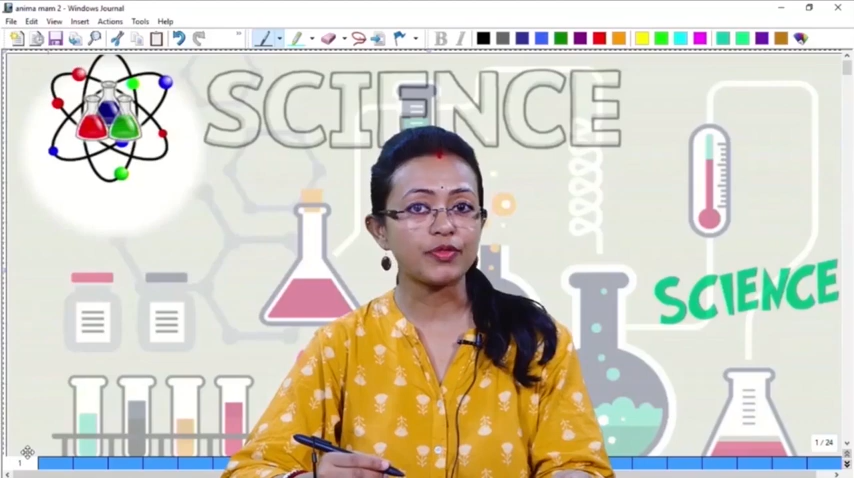 anima mam 2 - Windows Journal
File Edit View Insert Actions Tools Help
B I
SCIENCE
SCIENCE
1 / 24
1